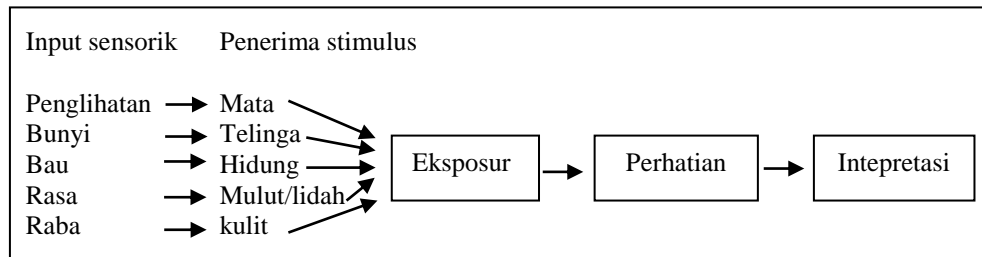 Input sensorik Penerima stimulus
Penglihatan Mata
Bunyi Telinga
Bau Hidung
Rasa Mulut/lidah
Raba kulit
Eksposur Perhatian Intepretasi